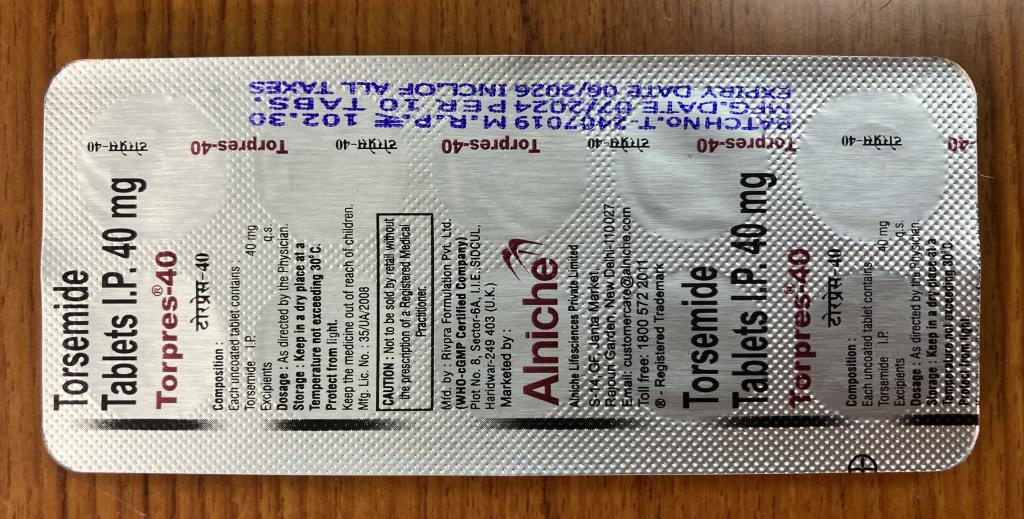 Torsemide
Tablets I.P. 40 mg
Torpres®-40
टोरप्रेस-40
Composition :
Each uncoated tablet contains
Torsemide I.P. 40 mg
Excipients q.s.
Dosage : As directed by the Physician.
Storage : Keep in a dry place at a
Temperature not exceeding 30°C.
Protect from light.
Keep the medicine out of reach of children.
Mfg. Lic. No. : 35/UA/2008
CAUTION : Not to be sold by retail without
the prescription of a Registered Medical
Practitioner.
Mfd. by : Rivpra Formulation Pvt. Ltd.
(WHO-cGMP Certified Company)
Plot No. 8, Sector-6A, I.I.E. SIDCUL,
Haridwar-249 403 (U.K.)
Marketed by :
Alniche
Alniche Lifesciences Private Limited
S-14, GF, Janta Market,
Rajouri Garden, New Delhi-110 027
Email: customercare@alniche.com
Toll free: 1800 572 2011
® - Registered Trademark
Torsemide
Tablets I.P. 40 mg
Torpres®-40
टोरप्रेस-40
Composition :
Each uncoated tablet contains
Torsemide I.P. 40 mg
Excipients q.s.
Dosage : As directed by the Physician.
Storage : Keep in a dry place at a
Temperature not exceeding 30°C.
Protect from light.
टोरप्रेस-40
Torpres-40
टोरप्रेस-40
Torpres-40
टोरप्रेस-40
Torpres-40
टोरप्रेस-40
-40
BATCHNo.T-2407019 M.R.P.₹ 102.30
MFG.DATE 07/2024 PER 10 TABS.
EXPIRY DATE 06/2026 INCL.OF ALL TAXES